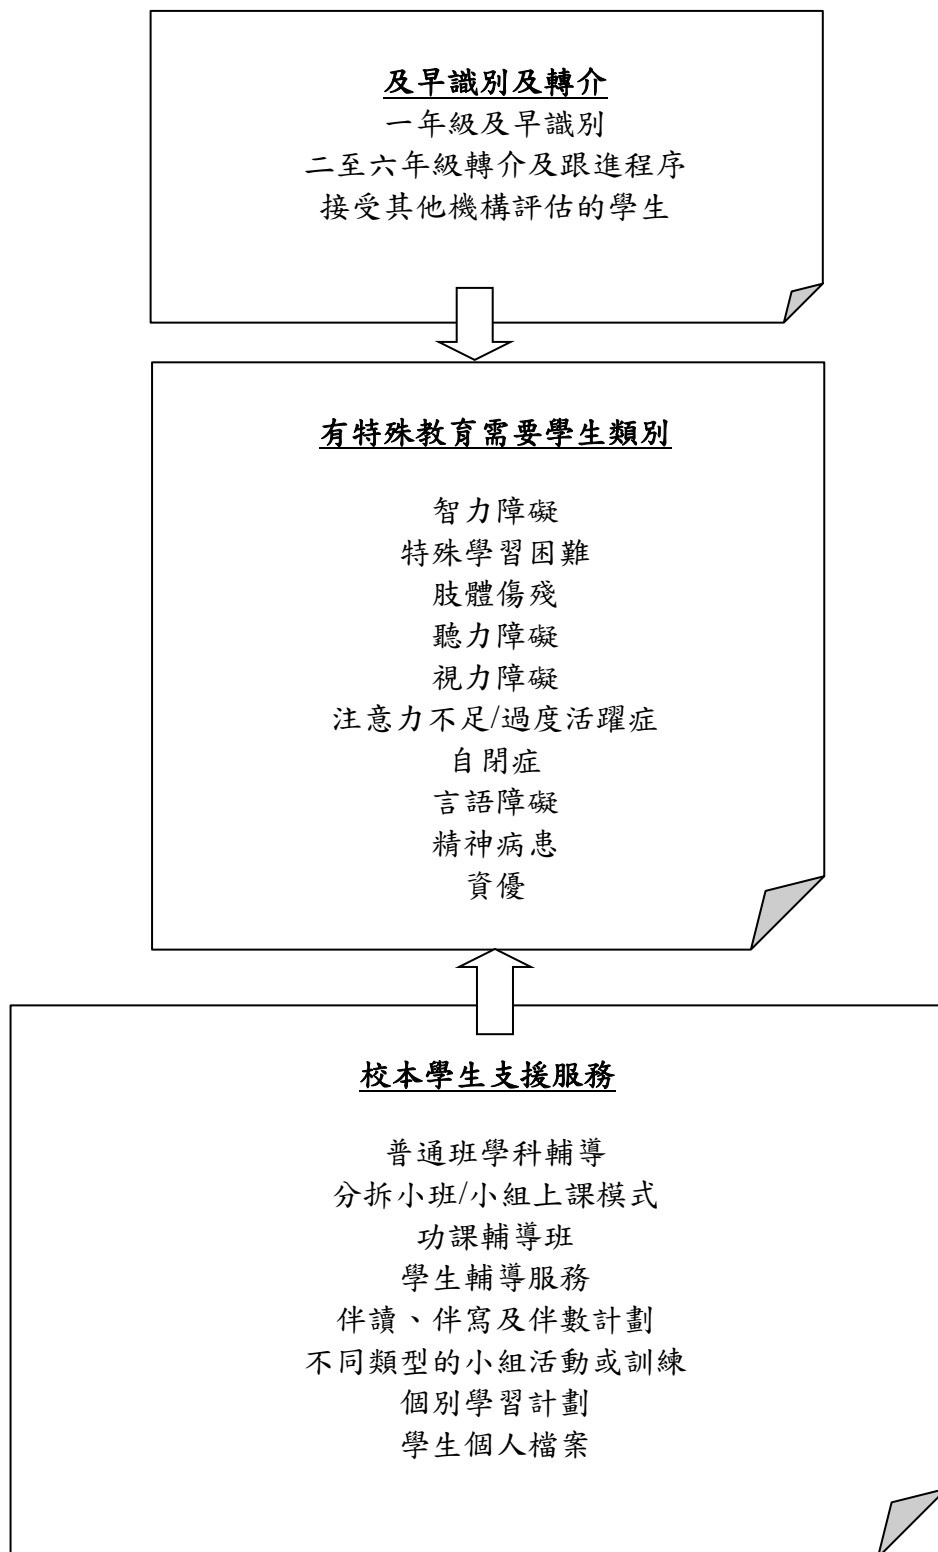 及早識別及轉介
一年級及早識別
二至六年級轉介及跟進程序
接受其他機構評估的學生
有特殊教育需要學生類別
智力障礙
特殊學習困難
肢體傷殘
聽力障礙
視力障礙
注意力不足/過度活躍症
自閉症
言語障礙
精神病患
資優
校本學生支援服務
普通班學科輔導
分拆小班/小組上課模式
功課輔導班
學生輔導服務
伴讀、伴寫及伴數計劃
不同類型的小組活動或訓練
個別學習計劃
學生個人檔案